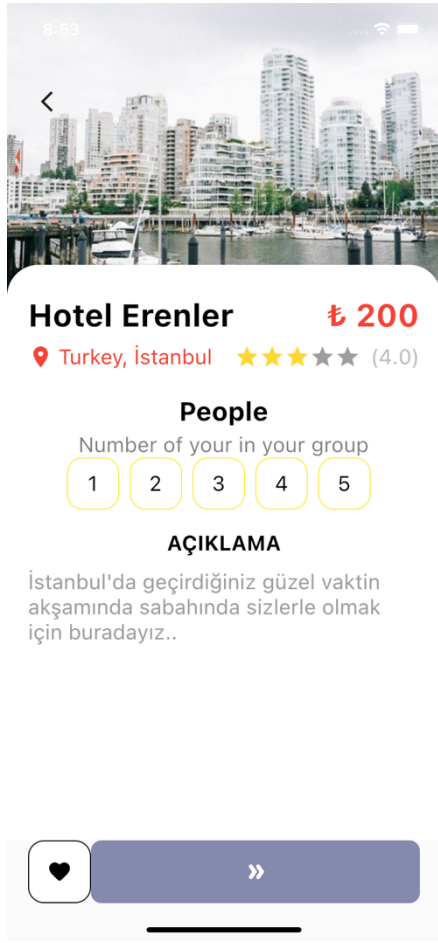 8:53
Hotel Erenler
₺ 200
Turkey, İstanbul
(4.0)
People
Number of your in your group
1 2 3 4 5
AÇIKLAMA
İstanbul'da geçirdiğiniz güzel vaktin
akşamında sabahında sizlerle olmak
için buradayız..